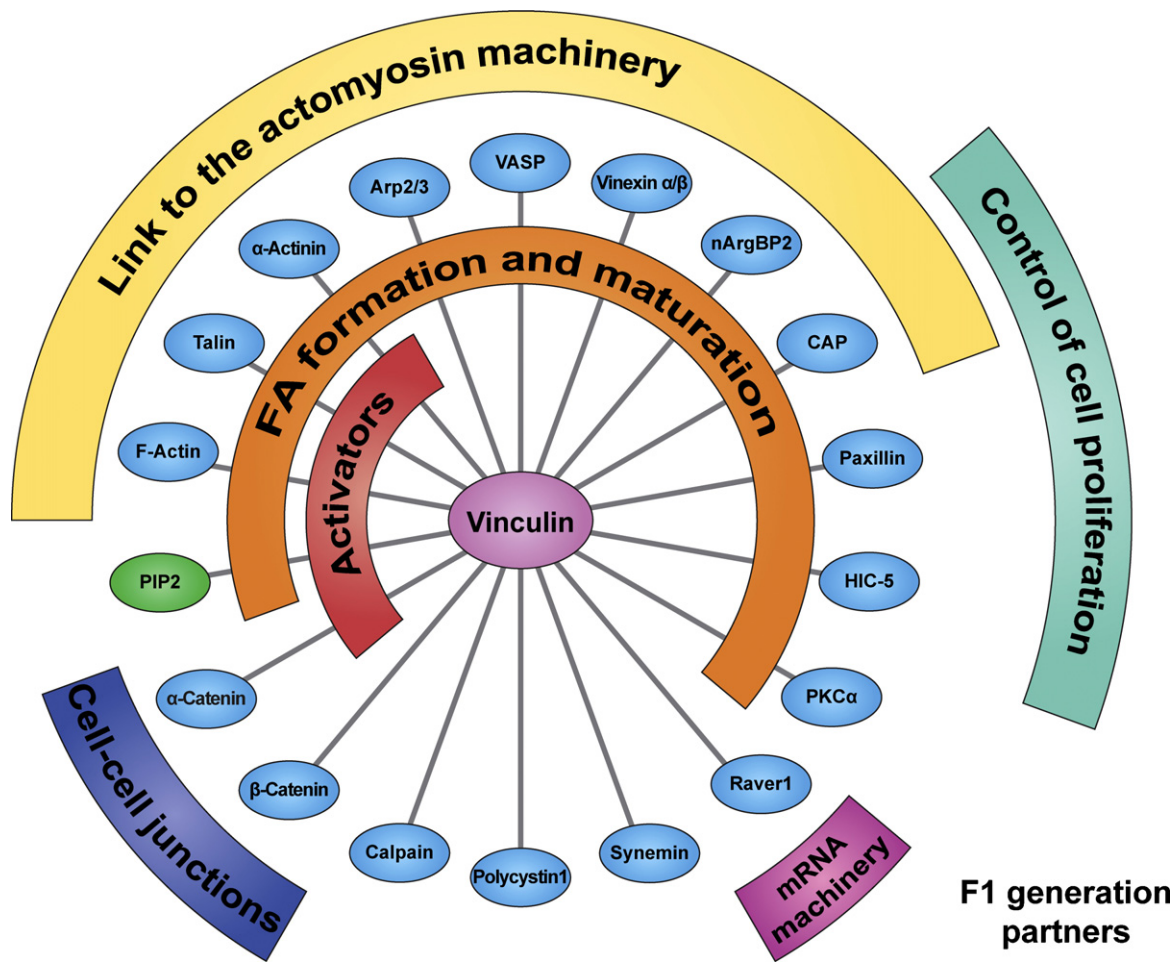 Link to the actomyosin machinery
Control of cell proliferation
VASP
Arp2/3
Vinexin α/β
α-Actinin
nArgBP2
FA formation and maturation
Talin
CAP
Activators
F-Actin
Paxillin
Vinculin
PIP2
HIC-5
α-Catenin
PKCα
Cell-cell junctions
β-Catenin
Raver1
Calpain
Synemin
Polycystin1
mRNA
machinery
F1 generation
partners